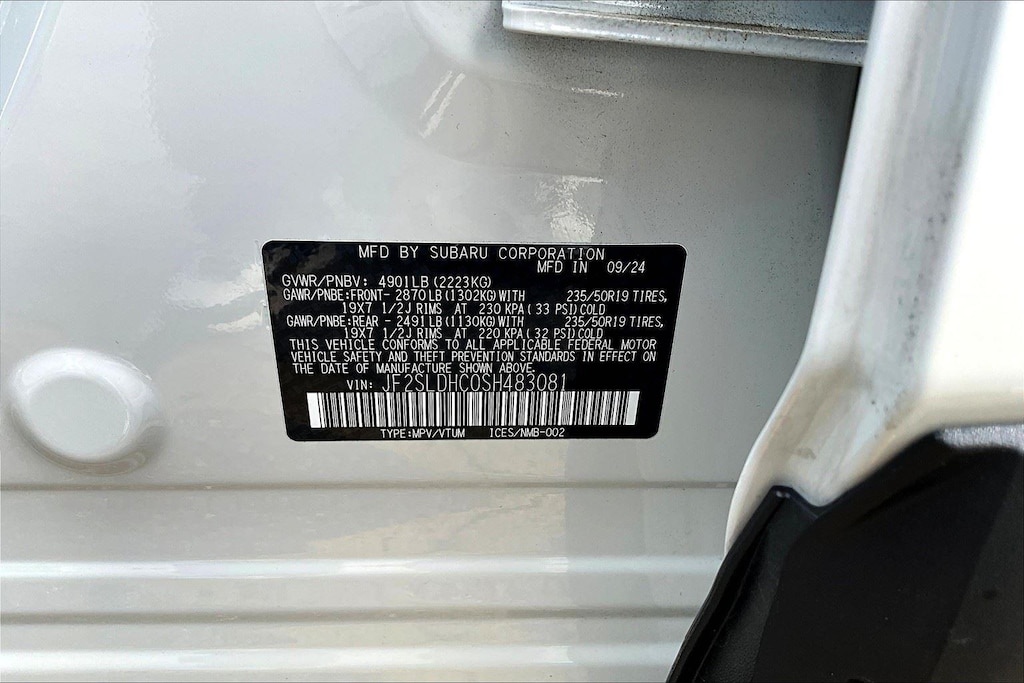 MFD BY SUBARU CORPORATION
MFD IN 09/24
GVWR/PNBV: 4901LB (2223KG)
GAWR/PNBE:FRONT- 2870LB (1302KG) WITH 235/50R19 TIRES,
19X7 1/2J RIMS AT 230 KPA ( 33 PSI) COLD
GAWR/PNBE:REAR - 2491LB (1130KG) WITH 235/50R19 TIRES,
19X7 1/2J RIMS AT 220 KPA ( 32 PSI) COLD
THIS VEHICLE CONFORMS TO ALL APPLICABLE FEDERAL MOTOR
VEHICLE SAFETY AND THEFT PREVENTION STANDARDS IN EFFECT ON
THE DATE OF MANUFACTURE SHOWN ABOVE.
VIN: JF2SLDHC0SH483081
TYPE:MPV/VTUM ICES/NMB-002